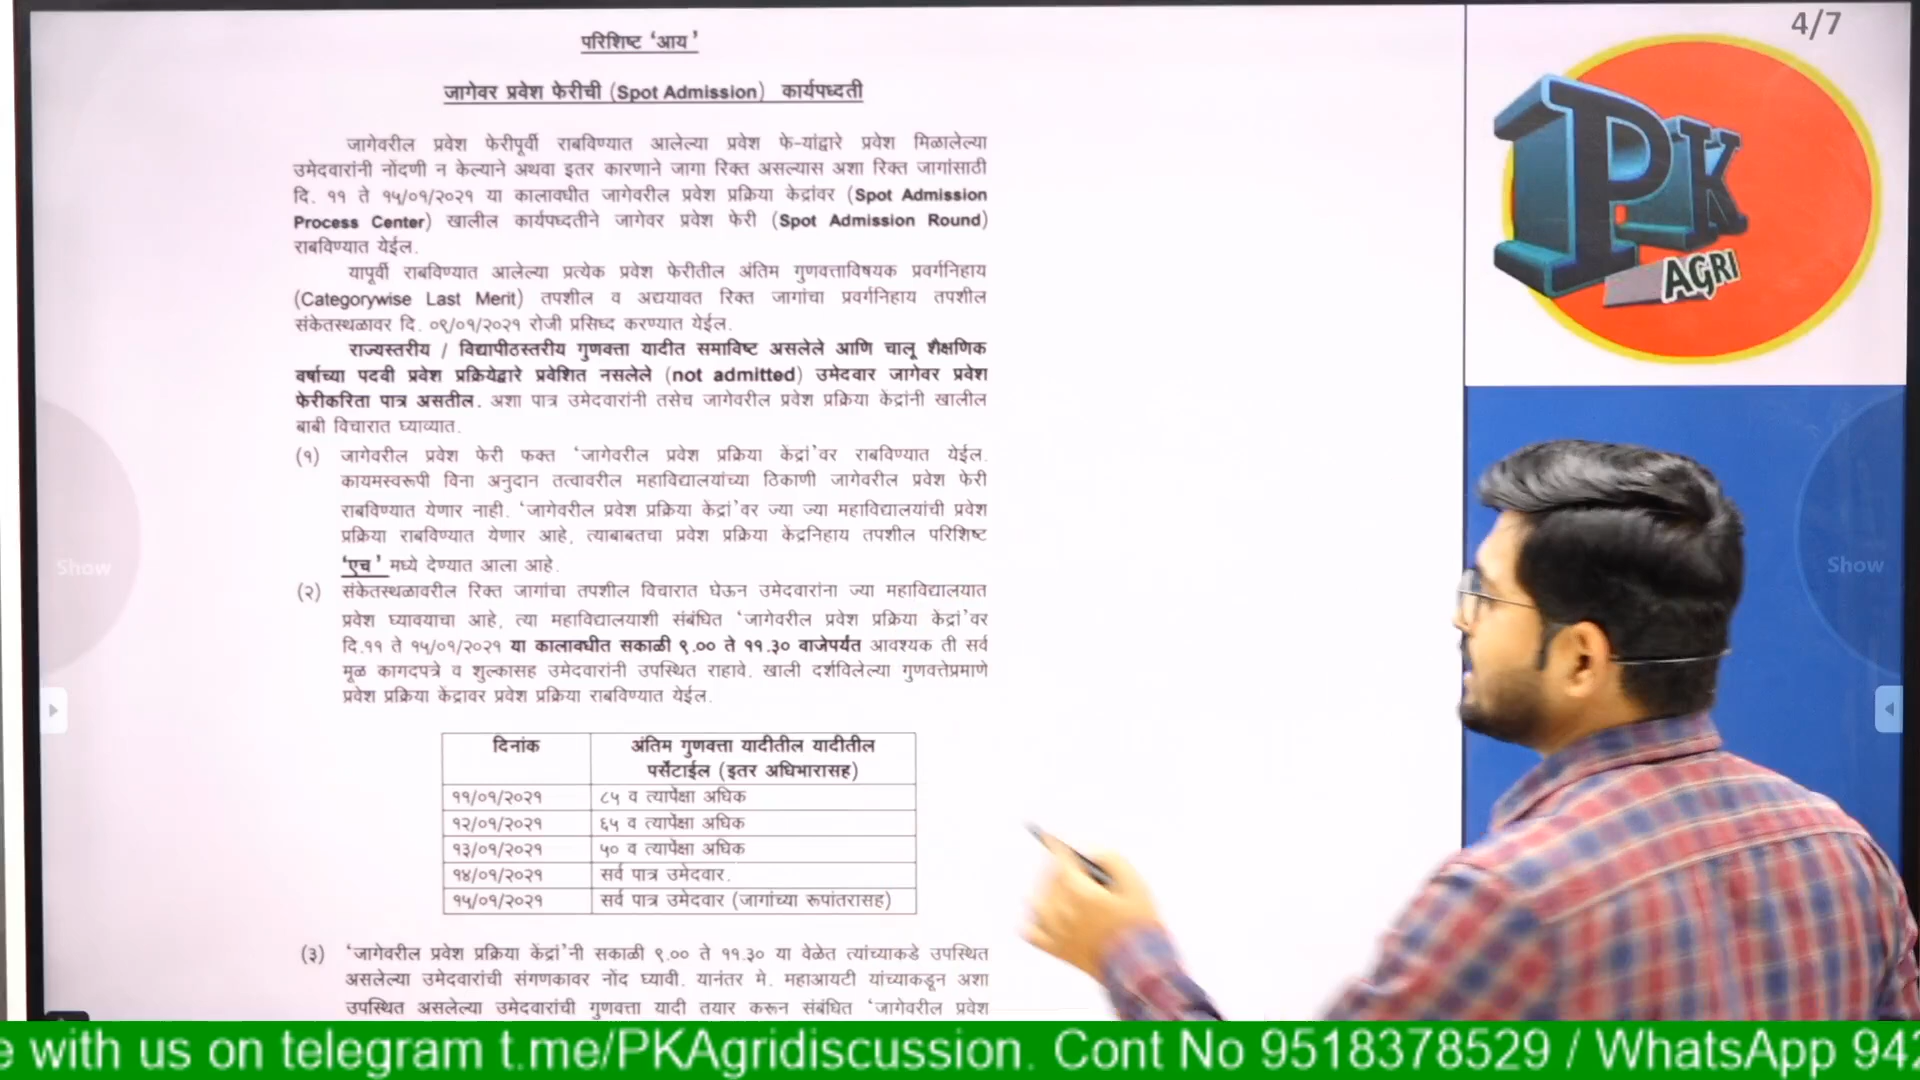 4/7
परिशिष्ट ‘आय’
जागेवर प्रवेश फेरीची (Spot Admission) कार्यपध्दती
जागेवरील प्रवेश फेरीपूर्वी राबविण्यात आलेल्या प्रवेश फे-यांद्वारे प्रवेश मिळालेल्या
उमेदवारांनी नोंदणी न केल्याने अथवा इतर कारणाने जागा रिक्त असल्यास अशा रिक्त जागांसाठी
दि. ११ ते १५/०१/२०२१ या कालावधीत जागेवरील प्रवेश प्रक्रिया केंद्रांवर (Spot Admission
Process Center) खालील कार्यपध्दतीने जागेवर प्रवेश फेरी (Spot Admission Round)
राबविण्यात येईल.
यापूर्वी राबविण्यात आलेल्या प्रत्येक प्रवेश फेरीतील अंतिम गुणवत्ताविषयक प्रवर्गनिहाय
(Categorywise Last Merit) तपशील व अद्ययावत रिक्त जागांचा प्रवर्गनिहाय तपशील
संकेतस्थळावर दि. ०९/०१/२०२१ रोजी प्रसिध्द करण्यात येईल.
राज्यस्तरीय / विद्यापीठस्तरीय गुणवत्ता यादीत समाविष्ट असलेले आणि चालू शैक्षणिक
वर्षाच्या पदवी प्रवेश प्रक्रियेद्वारे प्रवेशित नसलेले (not admitted) उमेदवार जागेवर प्रवेश
फेरीकरिता पात्र असतील. अशा पात्र उमेदवारांनी तसेच जागेवरील प्रवेश प्रक्रिया केंद्रांनी खालील
बाबी विचारात घ्याव्यात.
(१) जागेवरील प्रवेश फेरी फक्त ‘जागेवरील प्रवेश प्रक्रिया केंद्रां’वर राबविण्यात येईल.
कायमस्वरूपी विना अनुदान तत्वावरील महाविद्यालयांच्या ठिकाणी जागेवरील प्रवेश फेरी
राबविण्यात येणार नाही. ‘जागेवरील प्रवेश प्रक्रिया केंद्रां’वर ज्या ज्या महाविद्यालयांची प्रवेश
प्रक्रिया राबविण्यात येणार आहे, त्याबाबतचा प्रवेश प्रक्रिया केंद्रनिहाय तपशील परिशिष्ट
‘एच’ मध्ये देण्यात आला आहे.
(२) संकेतस्थळावरील रिक्त जागांचा तपशील विचारात घेऊन उमेदवारांना ज्या महाविद्यालयात
प्रवेश घ्यावयाचा आहे, त्या महाविद्यालयाशी संबंधित ‘जागेवरील प्रवेश प्रक्रिया केंद्रां’वर
दि.११ ते १५/०१/२०२१ या कालावधीत सकाळी ९.०० ते ११.३० वाजेपर्यंत आवश्यक ती सर्व
मूळ कागदपत्रे व शुल्कासह उमेदवारांनी उपस्थित राहावे. खाली दर्शविलेल्या गुणवत्तेप्रमाणे
प्रवेश प्रक्रिया केंद्रावर प्रवेश प्रक्रिया राबविण्यात येईल.
दिनांक अंतिम गुणवत्ता यादीतील यादीतील
पर्सेंटाईल (इतर अधिभारासह)
११/०१/२०२१ ८५ व त्यापेक्षा अधिक
१२/०१/२०२१ ६५ व त्यापेक्षा अधिक
१३/०१/२०२१ ५० व त्यापेक्षा अधिक
१४/०१/२०२१ सर्व पात्र उमेदवार.
१५/०१/२०२१ सर्व पात्र उमेदवार (जागांच्या रूपांतरासह)
(३) ‘जागेवरील प्रवेश प्रक्रिया केंद्रां’नी सकाळी ९.०० ते ११.३० या वेळेत त्यांच्याकडे उपस्थित
असलेल्या उमेदवारांची संगणकावर नोंद घ्यावी. यानंतर मे. महाआयटी यांच्याकडून अशा
उपस्थित असलेल्या उमेदवारांची गुणवत्ता यादी तयार करून संबंधित ‘जागेवरील प्रवेश
Show
Show
PK
AGRI
e with us on telegram t.me/PKAgridiscussion. Cont No 9518378529 / WhatsApp 942